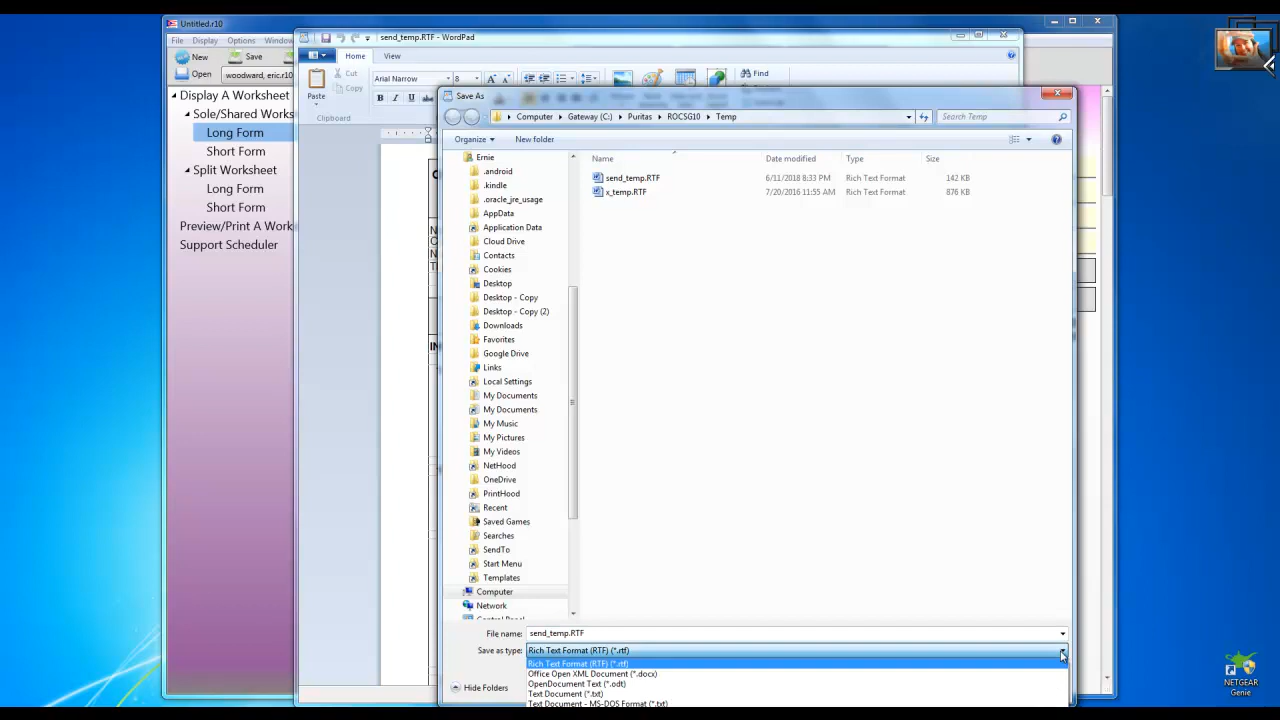 Untitled.r10
File Display Options Window
New Save
Open woodward, eric.r10
Display A Worksheet
Sole/Shared Works
Long Form
Short Form
Split Worksheet
Long Form
Short Form
Preview/Print A Work
Support Scheduler
send_temp.RTF - WordPad
Home View
Paste
Cut
Copy
Clipboard
Arial Narrow 8
B I U
Find
Save As
Computer Gateway (C:) Puritas ROCSG10 Temp
Search Temp
Organize New folder
Name Date modified Type Size
send_temp.RTF 6/11/2018 8:33 PM Rich Text Format 142 KB
x_temp.RTF 7/20/2016 11:55 AM Rich Text Format 876 KB
Ernie
.android
.kindle
.oracle_jre_usage
AppData
Application Data
Cloud Drive
Contacts
Cookies
Desktop
Desktop - Copy
Desktop - Copy (2)
Downloads
Favorites
Google Drive
Links
Local Settings
My Documents
My Documents
My Music
My Pictures
My Videos
NetHood
OneDrive
PrintHood
Recent
Saved Games
Searches
SendTo
Start Menu
Templates
Computer
Network
File name: send_temp.RTF
Save as type: Rich Text Format (RTF) (*.rtf)
Rich Text Format (RTF) (*.rtf)
Office Open XML Document (*.docx)
OpenDocument Text (*.odt)
Text Document (*.txt)
Text Document - MS-DOS Format (*.txt)
Hide Folders
NETGEAR
Genie